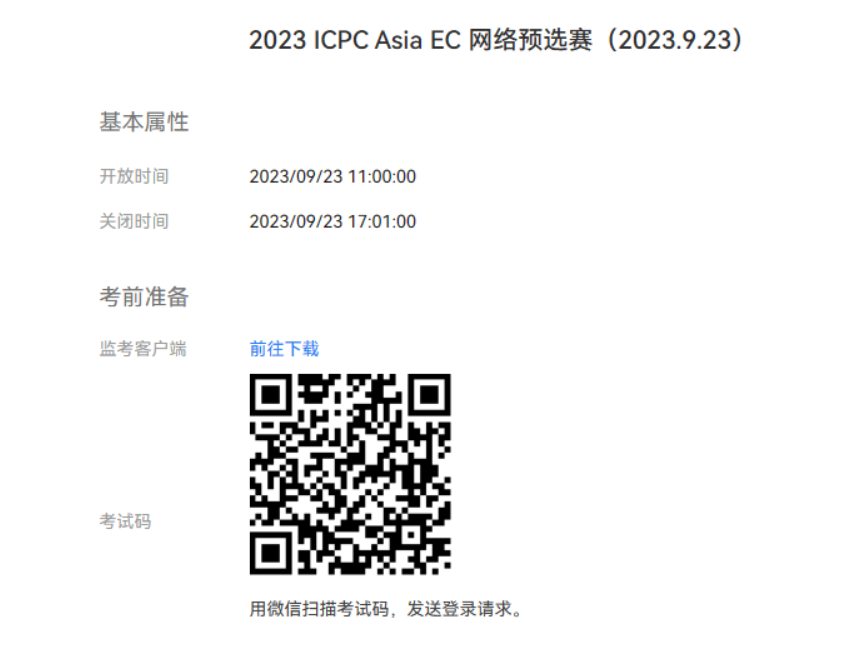 2023 ICPC Asia EC 网络预选赛（2023.9.23）
基本属性
开放时间 2023/09/23 11:00:00
关闭时间 2023/09/23 17:01:00
考前准备
监考客户端 前往下载
考试码
用微信扫描考试码，发送登录请求。